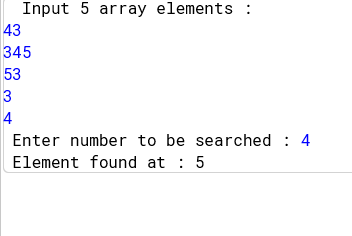 Input 5 array elements :
43
345
53
3
4
Enter number to be searched : 4
Element found at : 5